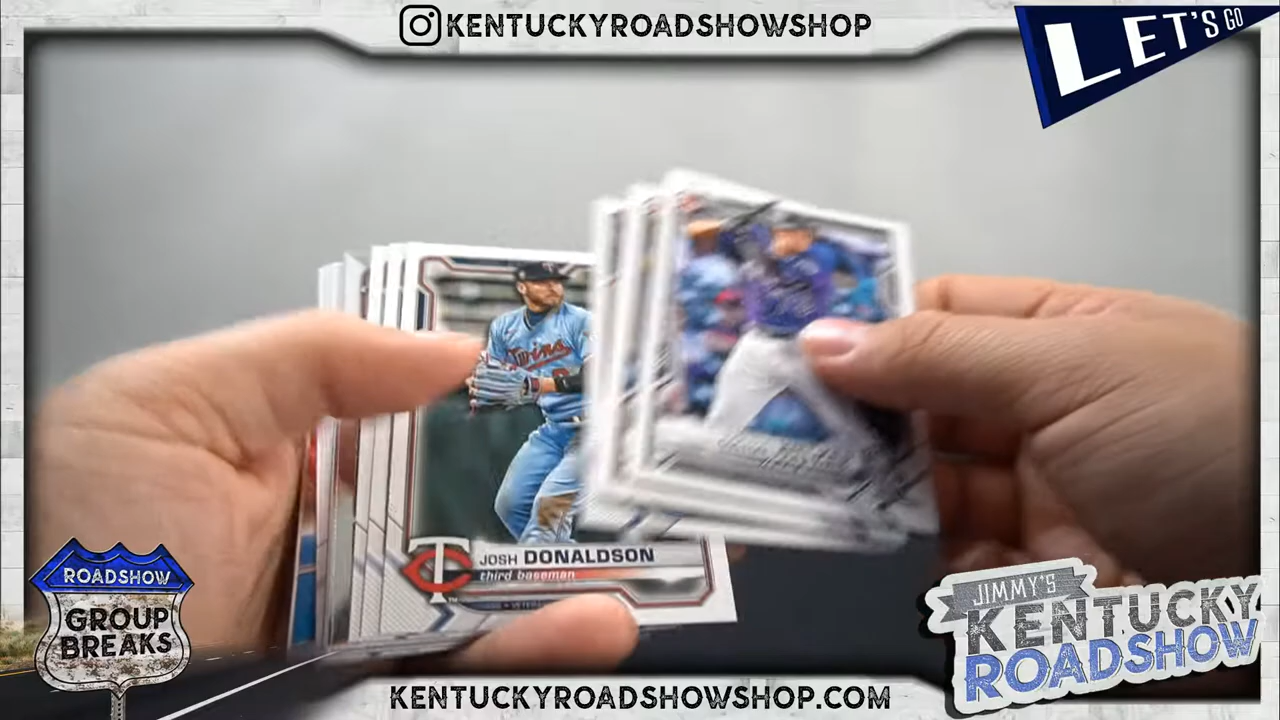 KENTUCKYROADSHOWSHOP
LET'S GO
Twins
JOSH DONALDSON
third baseman
ROADSHOW
GROUP
BREAKS
JIMMY'S
KENTUCKY
ROADSHOW
KENTUCKYROADSHOWSHOP.COM